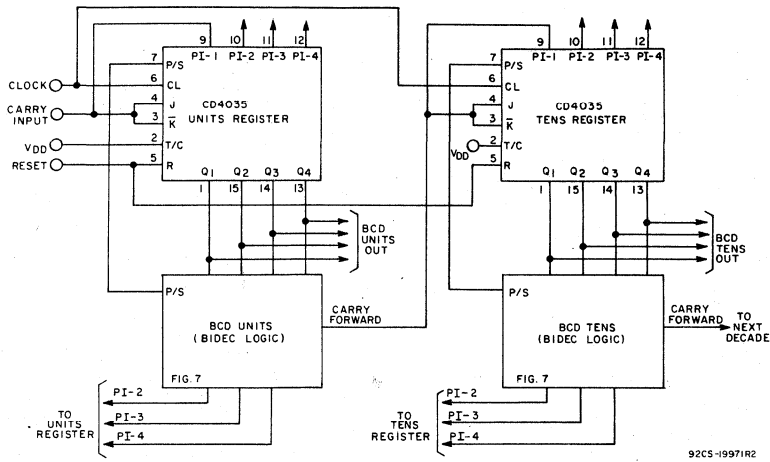 9 10 11 12
PI-1 PI-2 PI-3 PI-4
7 P/S
6 CL
4 J
3 K̅
2 T/C
5 R
CD4035
UNITS REGISTER
Q1 Q2 Q3 Q4
1 15 14 13
CLOCK
CARRY
INPUT
VDD
RESET
9 10 11 12
PI-1 PI-2 PI-3 PI-4
7 P/S
6 CL
4 J
3 K̅
VDD 2 T/C
5 R
CD4035
TENS REGISTER
Q1 Q2 Q3 Q4
1 15 14 13
BCD
UNITS
OUT
BCD
TENS
OUT
P/S
BCD UNITS
(BIDEC LOGIC)
FIG. 7
CARRY
FORWARD
P/S
BCD TENS
(BIDEC LOGIC)
FIG. 7
CARRY
FORWARD
TO
NEXT
DECADE
TO
UNITS
REGISTER
PI-2
PI-3
PI-4
TO
TENS
REGISTER
PI-2
PI-3
PI-4
92CS-19971R2